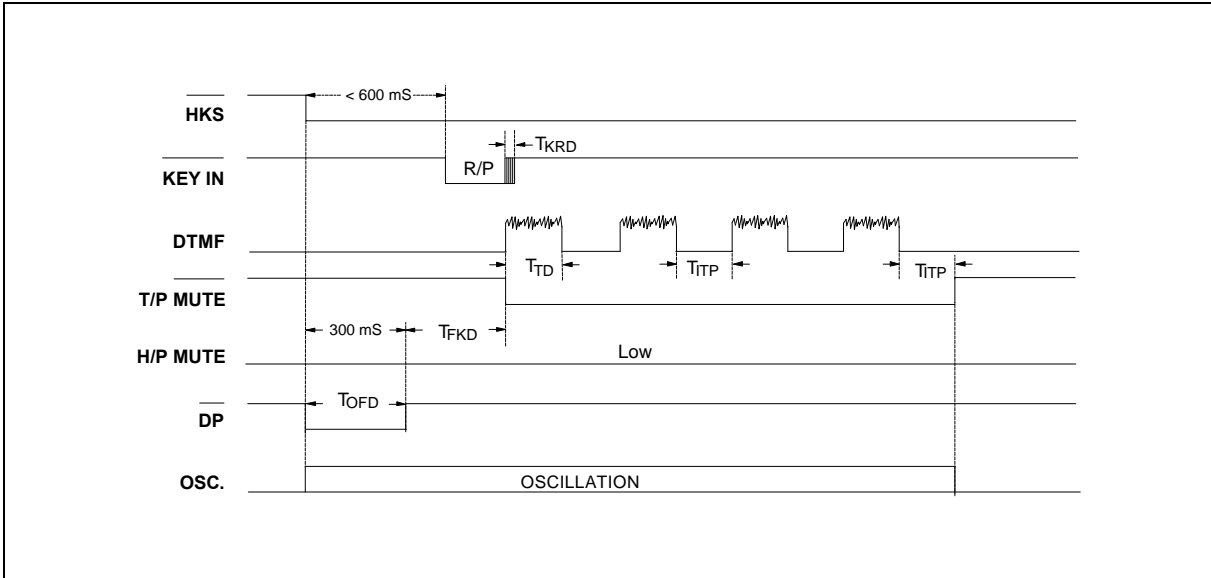 < 600 mS
HKS
TKRD
R/P
KEY IN
DTMF
TTD
TITP
TITP
T/P MUTE
300 mS
TFKD
Low
H/P MUTE
TOFD
DP
OSC.
OSCILLATION